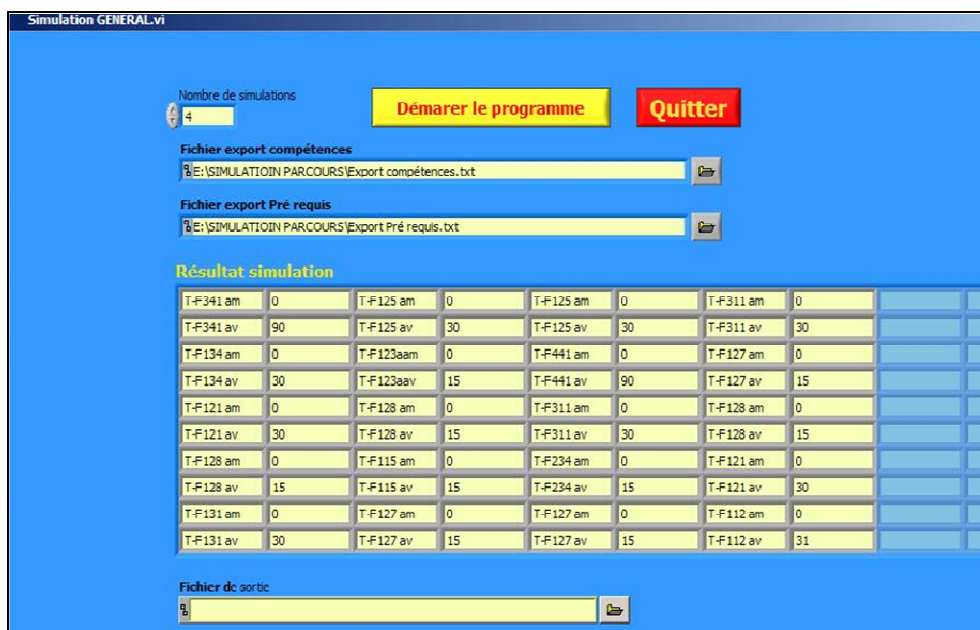 Simulation GENERAL.vi
Nombre de simulations
4
Démarer le programme
Quitter
Fichier export compétences
E:\SIMULATIOIN PARCOURS\Export compétences.txt
Fichier export Pré requis
E:\SIMULATIOIN PARCOURS\Export Pré requis.txt
Résultat simulation
T-F341 am 0 T-F125 am 0 T-F125 am 0 T-F311 am 0
T-F341 av 90 T-F125 av 30 T-F125 av 30 T-F311 av 30
T-F134 am 0 T-F123aam 0 T-F441 am 0 T-F127 am 0
T-F134 av 30 T-F123aav 15 T-F441 av 90 T-F127 av 15
T-F121 am 0 T-F128 am 0 T-F311 am 0 T-F128 am 0
T-F121 av 30 T-F128 av 15 T-F311 av 30 T-F128 av 15
T-F128 am 0 T-F115 am 0 T-F234 am 0 T-F121 am 0
T-F128 av 15 T-F115 av 15 T-F234 av 15 T-F121 av 30
T-F131 am 0 T-F127 am 0 T-F127 am 0 T-F112 am 0
T-F131 av 30 T-F127 av 15 T-F127 av 15 T-F112 av 31
Fichier de sortie